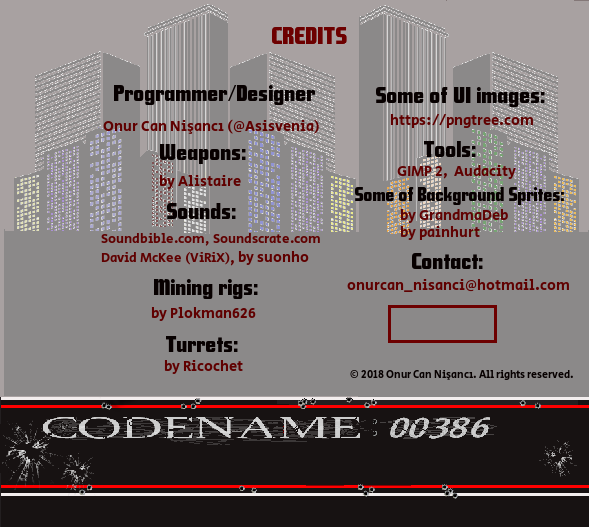 CREDITS
Programmer/Designer
Onur Can Nişancı (@Asisvenia)
Weapons:
by Alistaire
Sounds:
Soundbible.com, Soundscrate.com
David McKee (ViRiX), by suonho
Mining rigs:
by Plokman626
Turrets:
by Ricochet
Some of UI images:
https://pngtree.com
Tools:
GIMP 2, Audacity
Some of Background Sprites:
by GrandmaDeb
by painhurt
Contact:
onurcan_nisanci@hotmail.com
© 2018 Onur Can Nişancı. All rights reserved.
CODENAME : 00386